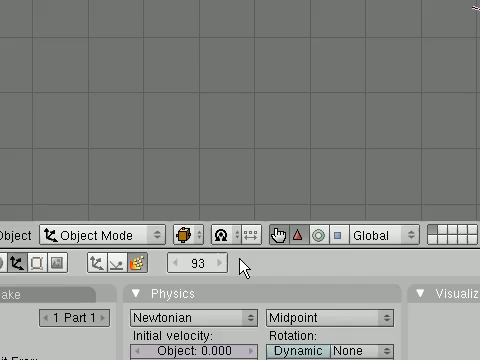 Object Object Mode Global
93
ake Physics Visualiz
1 Part 1 Newtonian Midpoint
Initial velocity: Rotation:
Object: 0.000 Dynamic None